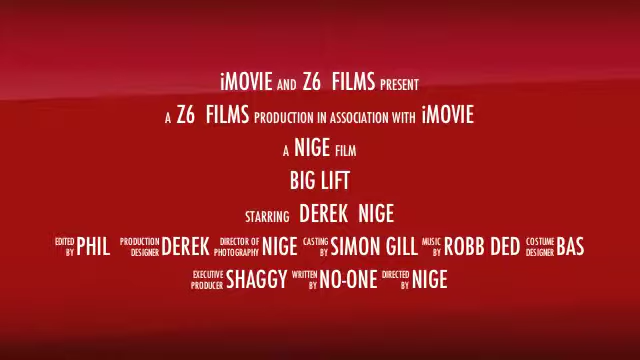 iMOVIE AND Z6 FILMS PRESENT
A Z6 FILMS PRODUCTION IN ASSOCIATION WITH iMOVIE
A NIGE FILM
BIG LIFT
STARRING DEREK NIGE
EDITED BY PHIL PRODUCTION DESIGNER DEREK DIRECTOR OF PHOTOGRAPHY NIGE CASTING BY SIMON GILL MUSIC BY ROBB DED COSTUME DESIGNER BAS
EXECUTIVE PRODUCER SHAGGY WRITTEN BY NO-ONE DIRECTED BY NIGE